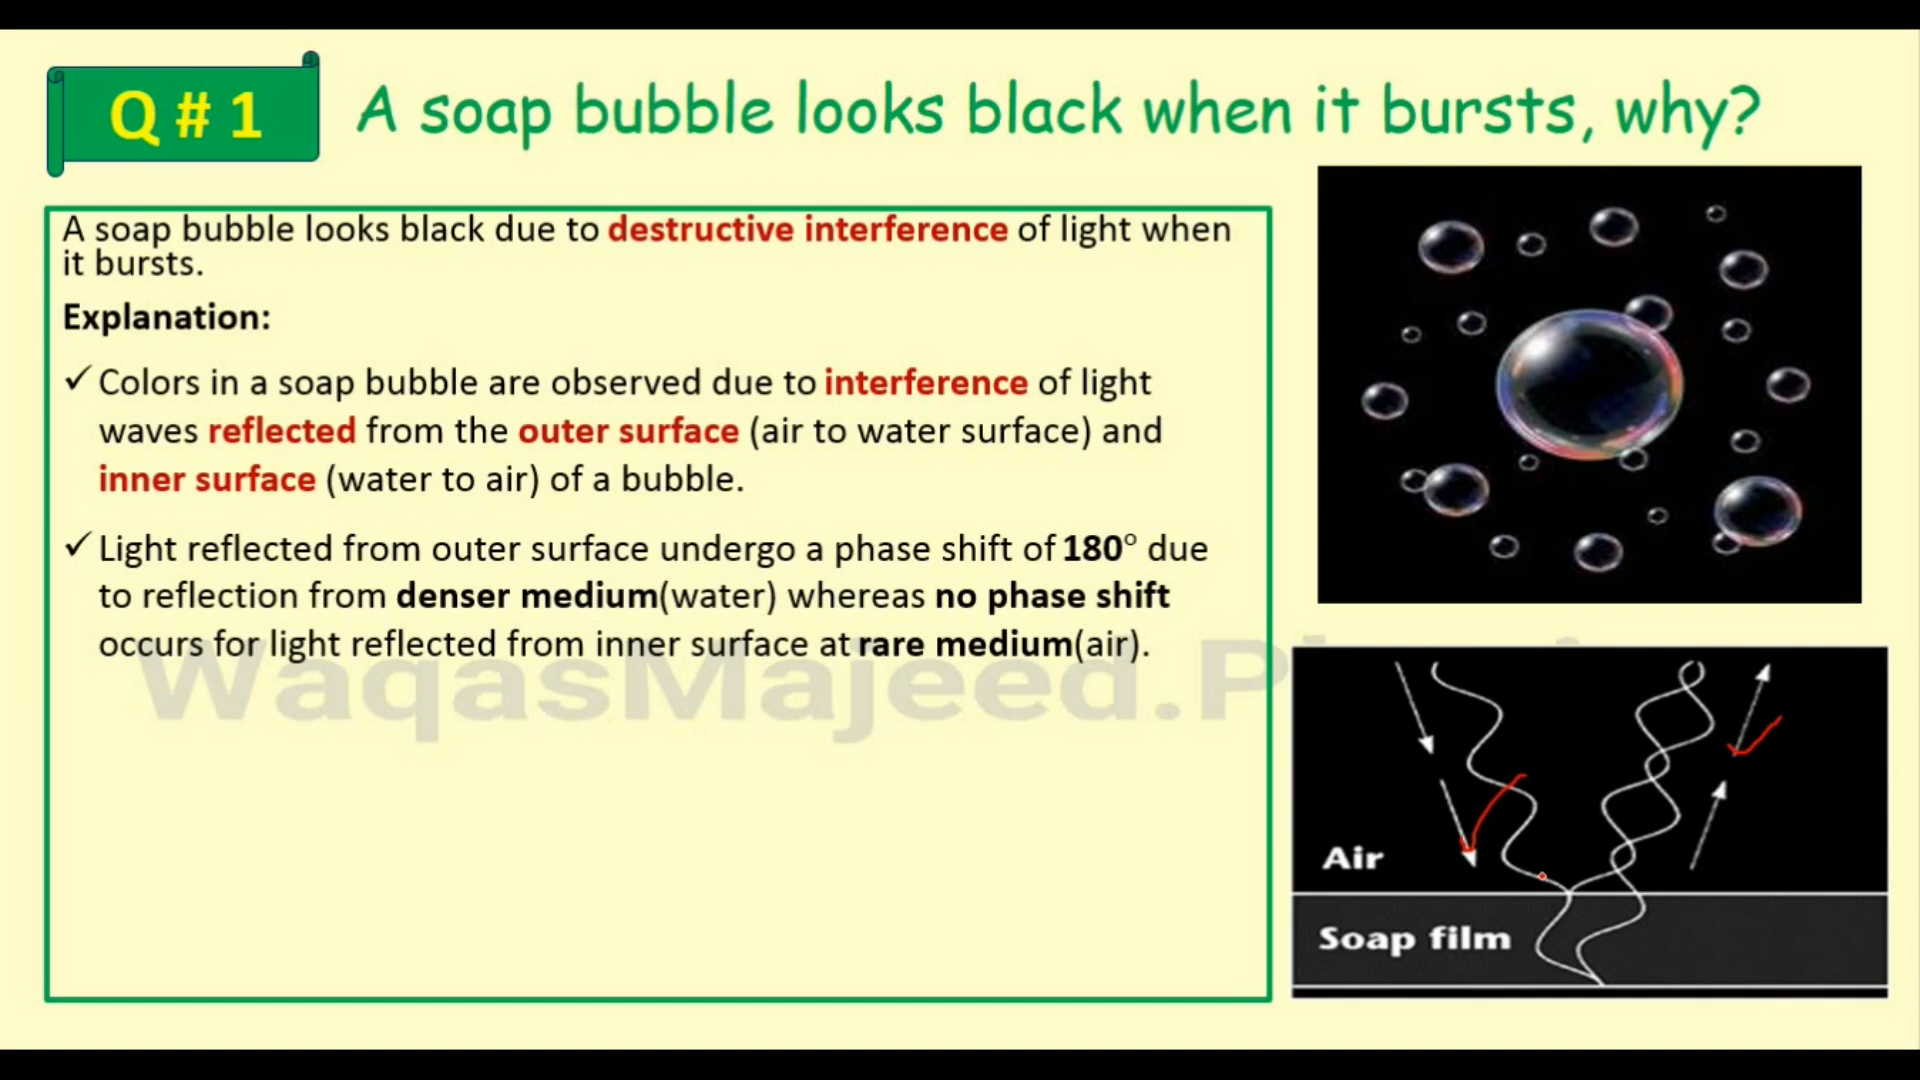 Q # 1
A soap bubble looks black when it bursts, why?
A soap bubble looks black due to destructive interference of light when
it bursts.
Explanation:
✓ Colors in a soap bubble are observed due to interference of light
waves reflected from the outer surface (air to water surface) and
inner surface (water to air) of a bubble.
✓ Light reflected from outer surface undergo a phase shift of 180° due
to reflection from denser medium(water) whereas no phase shift
occurs for light reflected from inner surface at rare medium(air).
WaqasMajeed.P
Air
Soap film